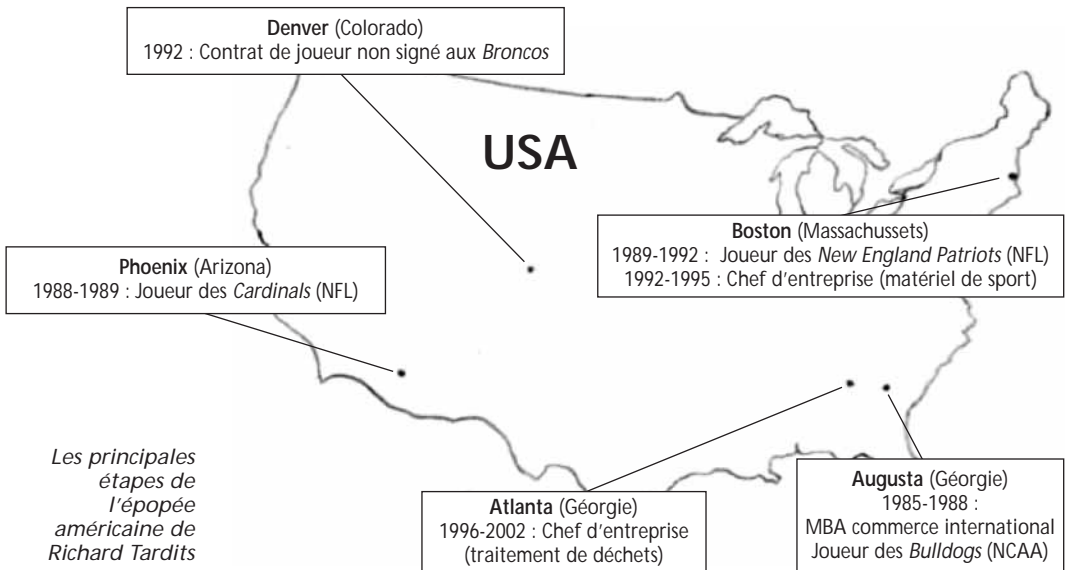 Denver (Colorado)
1992 : Contrat de joueur non signé aux Broncos
USA
Boston (Massachussets)
1989-1992 : Joueur des New England Patriots (NFL)
1992-1995 : Chef d'entreprise (matériel de sport)
Phoenix (Arizona)
1988-1989 : Joueur des Cardinals (NFL)
Les principales
étapes de
l'épopée
américaine de
Richard Tardits
Atlanta (Géorgie)
1996-2002 : Chef d'entreprise
(traitement de déchets)
Augusta (Géorgie)
1985-1988 :
MBA commerce international
Joueur des Bulldogs (NCAA)